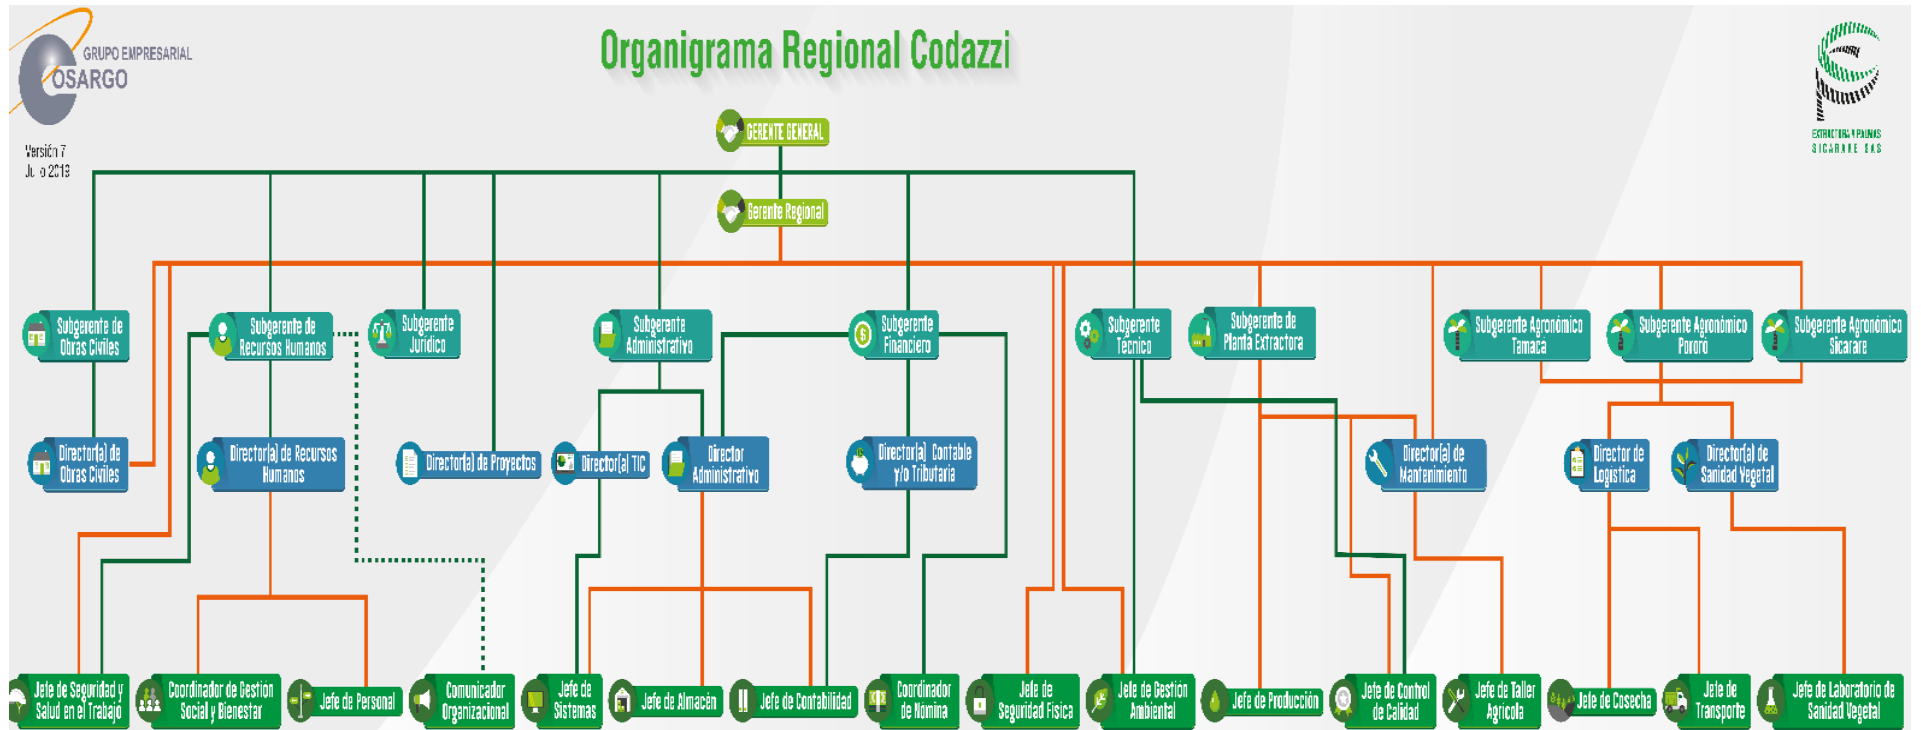 GRUPO EMPRESARIAL
OSARGO
Organigrama Regional Codazzi
EXTRACTORA Y PALMAS
SICARARE SAS
Versión 7
Julio 2019
GERENTE GENERAL
Gerente Regional
Subgerente de
Obras Civiles
Subgerente de
Recursos Humanos
Subgerente
Jurídico
Subgerente
Administrativo
Subgerente
Financiero
Subgerente
Técnico
Subgerente de
Planta Extractora
Subgerente Agronómico
Tamacá
Subgerente Agronómico
Pororó
Subgerente Agronómico
Sicarare
Director(a) de
Obras Civiles
Director(a) de Recursos
Humanos
Director(a) de Proyectos
Director(a) TIC
Director
Administrativo
Director(a) Contable
y/o Tributaria
Director(a) de
Mantenimiento
Director de
Logística
Director(a) de
Sanidad Vegetal
Jefe de Seguridad y
Salud en el Trabajo
Coordinador de Gestión
Social y Bienestar
Jefe de Personal
Comunicador
Organizacional
Jefe de
Sistemas
Jefe de Almacén
Jefe de Contabilidad
Coordinador
de Nómina
Jefe de
Seguridad Física
Jefe de Gestión
Ambiental
Jefe de Producción
Jefe de Control
de Calidad
Jefe de Taller
Agrícola
Jefe de Cosecha
Jefe de
Transporte
Jefe de Laboratorio de
Sanidad Vegetal